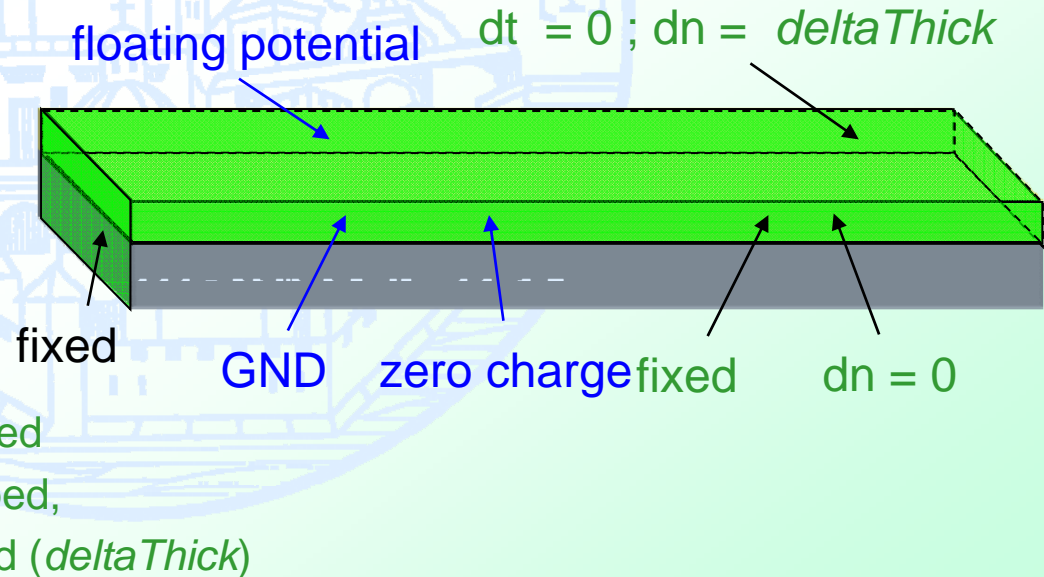 floating potential
dt = 0 ; dn = deltaThick
fixed
GND
zero charge
fixed
dn = 0
ed
ed,
d (deltaThick)